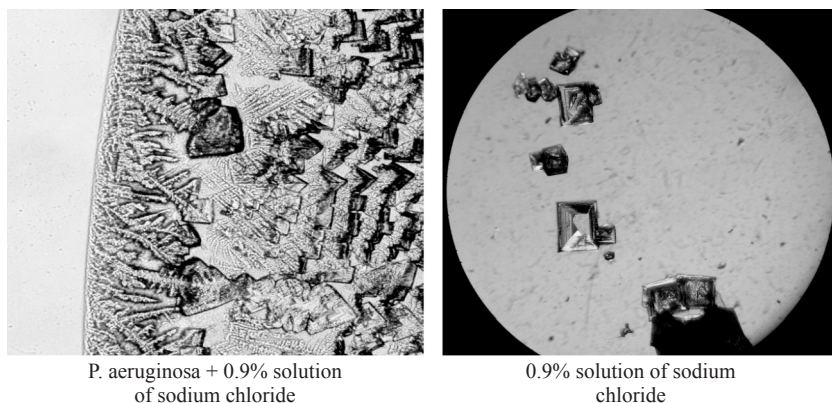 P. aeruginosa + 0.9% solution
of sodium chloride
0.9% solution of sodium
chloride